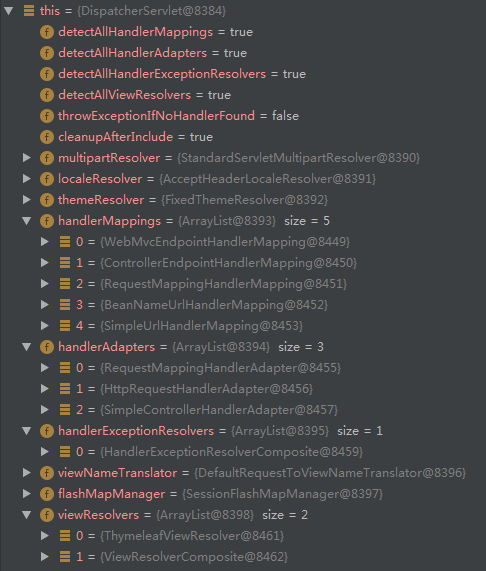 this = {DispatcherServlet@8384}
f detectAllHandlerMappings = true
f detectAllHandlerAdapters = true
f detectAllHandlerExceptionResolvers = true
f detectAllViewResolvers = true
f throwExceptionIfNoHandlerFound = false
f cleanupAfterInclude = true
f multipartResolver = {StandardServletMultipartResolver@8390}
f localeResolver = {AcceptHeaderLocaleResolver@8391}
f themeResolver = {FixedThemeResolver@8392}
f handlerMappings = {ArrayList@8393} size = 5
0 = {WebMvcEndpointHandlerMapping@8449}
1 = {ControllerEndpointHandlerMapping@8450}
2 = {RequestMappingHandlerMapping@8451}
3 = {BeanNameUrlHandlerMapping@8452}
4 = {SimpleUrlHandlerMapping@8453}
f handlerAdapters = {ArrayList@8394} size = 3
0 = {RequestMappingHandlerAdapter@8455}
1 = {HttpRequestHandlerAdapter@8456}
2 = {SimpleControllerHandlerAdapter@8457}
f handlerExceptionResolvers = {ArrayList@8395} size = 1
0 = {HandlerExceptionResolverComposite@8459}
f viewNameTranslator = {DefaultRequestToViewNameTranslator@8396}
f flashMapManager = {SessionFlashMapManager@8397}
f viewResolvers = {ArrayList@8398} size = 2
0 = {ThymeleafViewResolver@8461}
1 = {ViewResolverComposite@8462}